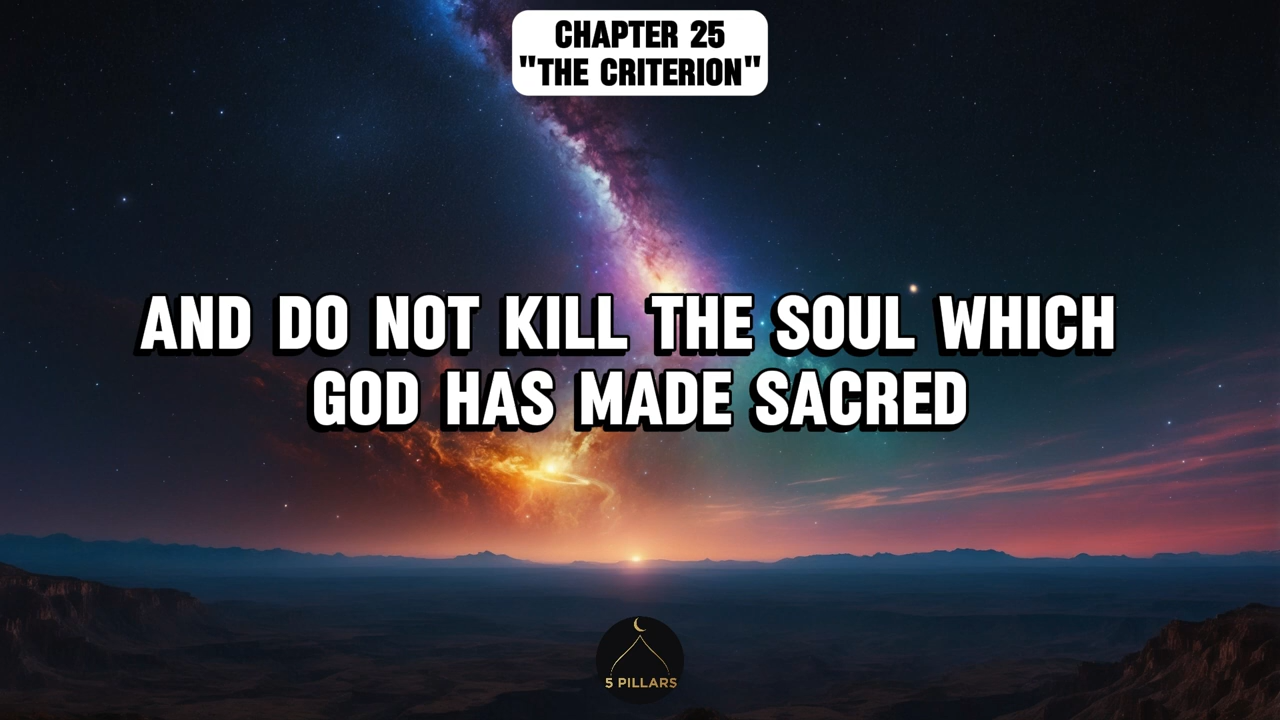 CHAPTER 25
"THE CRITERION"
AND DO NOT KILL THE SOUL WHICH
GOD HAS MADE SACRED
5 PILLARS